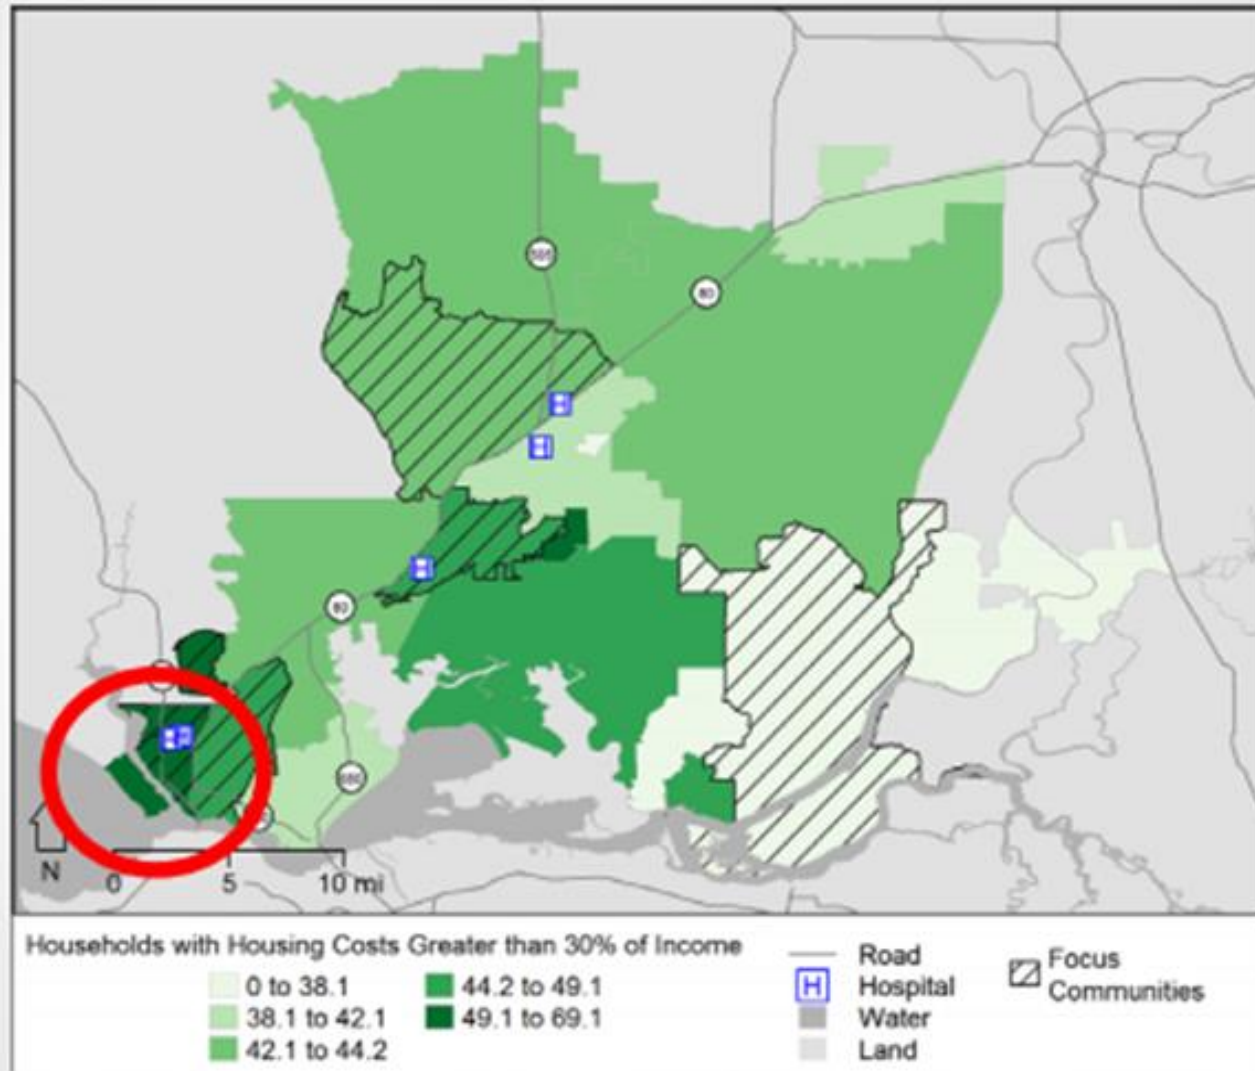 80
80
N
0 5 10 mi
Households with Housing Costs Greater than 30% of Income
0 to 38.1
38.1 to 42.1
42.1 to 44.2
44.2 to 49.1
49.1 to 69.1
Road
H Hospital
Water
Land
Focus
Communities
H
H
H
H